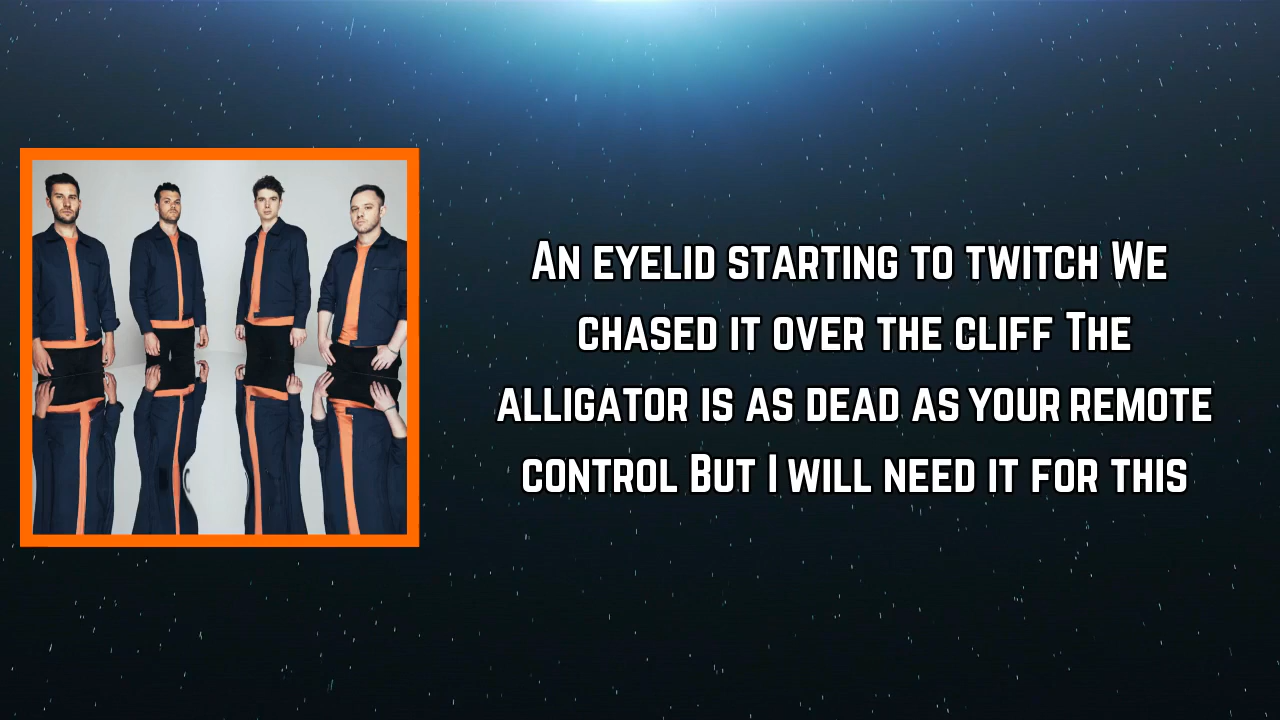 An eyelid starting to twitch We
chased it over the cliff The
alligator is as dead as your remote
control But I will need it for this